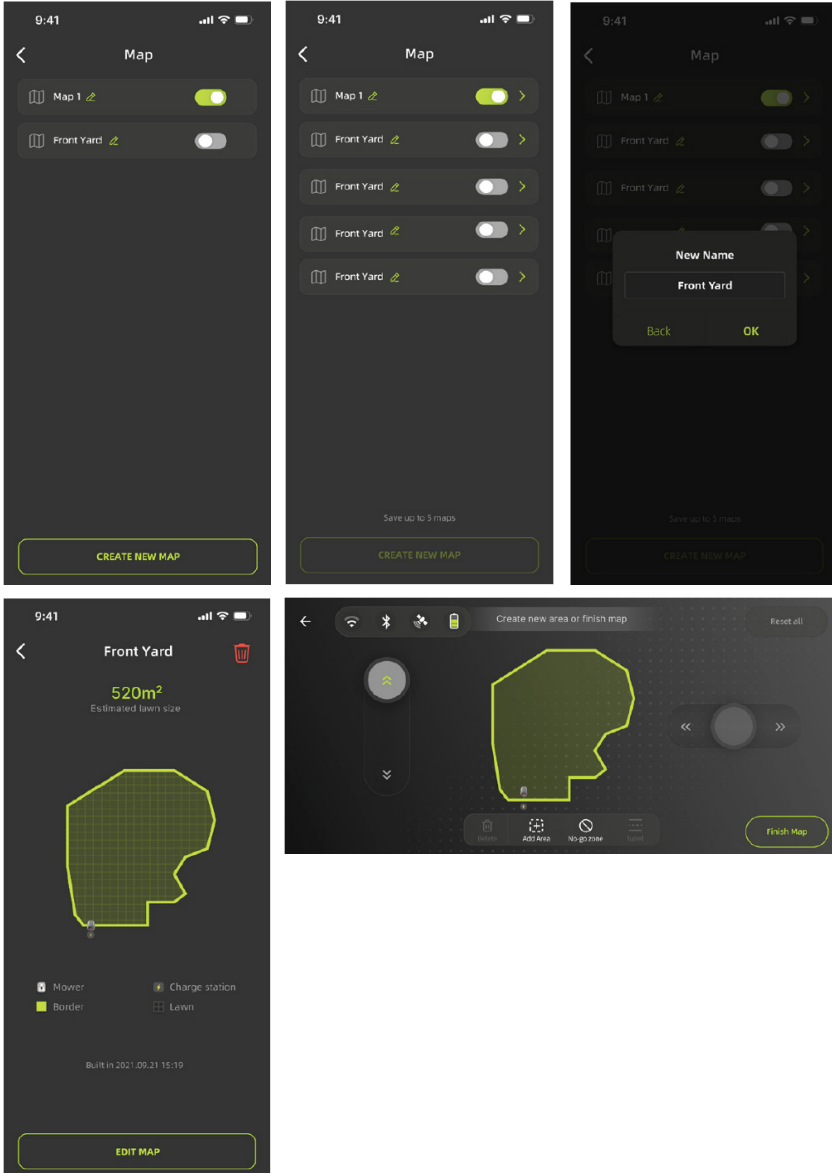 9:41
Map
Map 1
Front Yard
CREATE NEW MAP
9:41
Map
Map 1
Front Yard
Front Yard
Front Yard
Front Yard
Save up to 5 maps
CREATE NEW MAP
9:41
Map
Map 1
Front Yard
Front Yard
New Name
Front Yard
Back
OK
Save up to 5 maps
CREATE NEW MAP
9:41
Front Yard
520m²
Estimated lawn size
Mower
Charge station
Border
Lawn
Built in 2021.09.21 15:19
EDIT MAP
Create new area or finish map
Reset all
Delete
Add Area
No-go zone
Finish Map